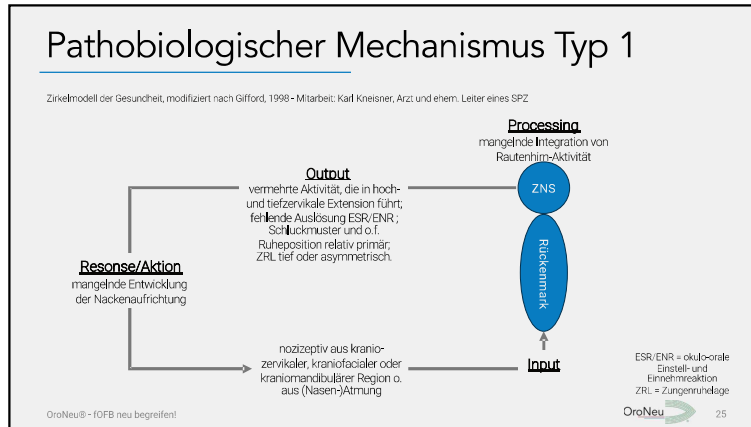 Pathobiologischer Mechanismus Typ 1
Zirkelmodell der Gesundheit, modifiziert nach Gifford, 1998 - Mitarbeit: Karl Kneisner, Arzt und ehem. Leiter eines SPZ
Processing
mangelnde Integration von
Rautenhirn-Aktivität
ZNS
Rückenmark
Output
vermehrte Aktivität, die in hoch-
und tiefzervikale Extension führt;
fehlende Auslösung ESR/ENR ;
Schluckmuster und o.f.
Ruheposition relativ primär;
ZRL tief oder asymmetrisch.
Resonse/Aktion
mangelnde Entwicklung
der Nackenaufrichtung
nozizeptiv aus kranio-
zervikaler, kraniofacialer oder
kraniomandibulärer Region o.
aus (Nasen-)Atmung
Input
ESR/ENR = okulo-orale
Einstell- und
Einnehmreaktion
ZRL = Zungenruhelage
OroNeu® - fOFB neu begreifen!
OroNeu
25